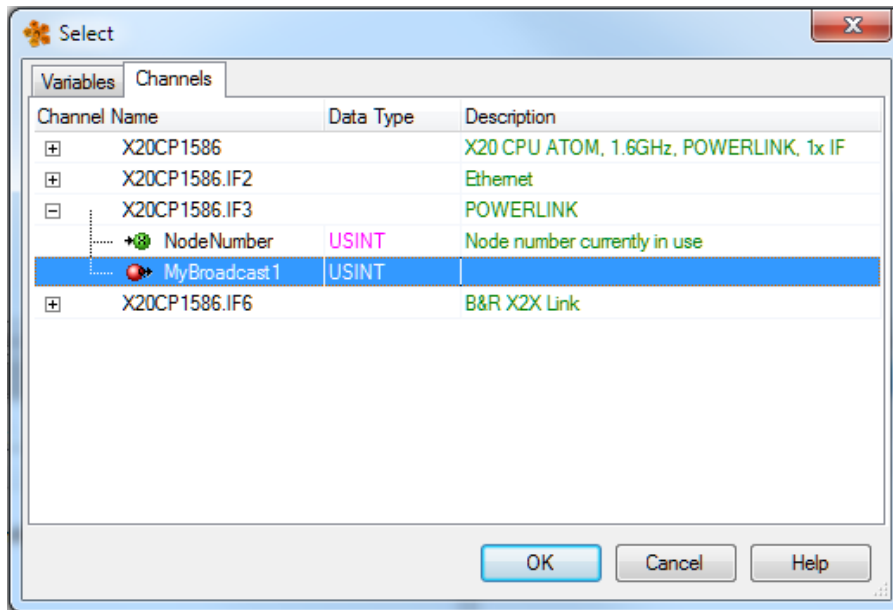 Select
Variables Channels
Channel Name Data Type Description
X20CP1586 X20 CPU ATOM, 1.6GHz, POWERLINK, 1x IF
X20CP1586.IF2 Ethernet
X20CP1586.IF3 POWERLINK
NodeNumber USINT Node number currently in use
MyBroadcast1 USINT
X20CP1586.IF6 B&R X2X Link
OK Cancel Help